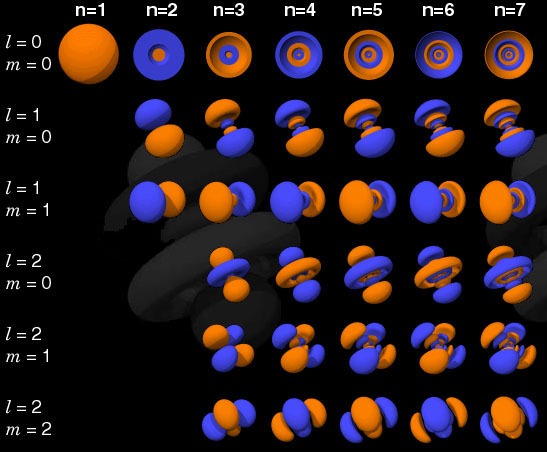 n=1 n=2 n=3 n=4 n=5 n=6 n=7
l = 0
m = 0
l = 1
m = 0
l = 1
m = 1
l = 2
m = 0
l = 2
m = 1
l = 2
m = 2